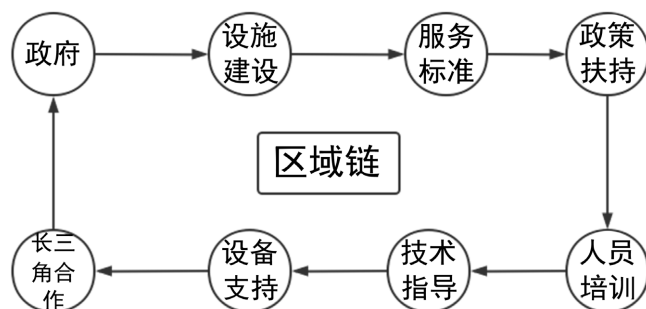 政府
设施
建设
服务
标准
政策
扶持
区域链
长三
角合
作
设备
支持
技术
指导
人员
培训